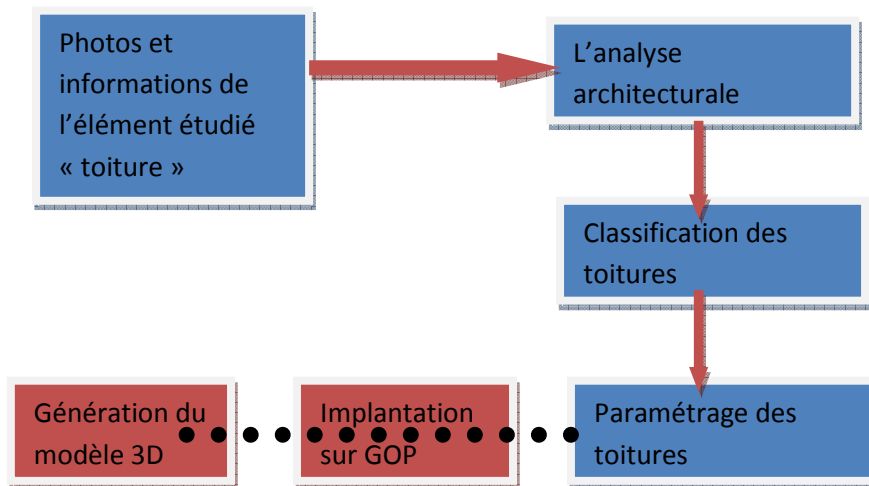 Photos et
informations de
l’élément étudié
« toiture »
L’analyse
architecturale
Classification des
toitures
Paramétrage des
toitures
Implantation
sur GOP
Génération du
modèle 3D